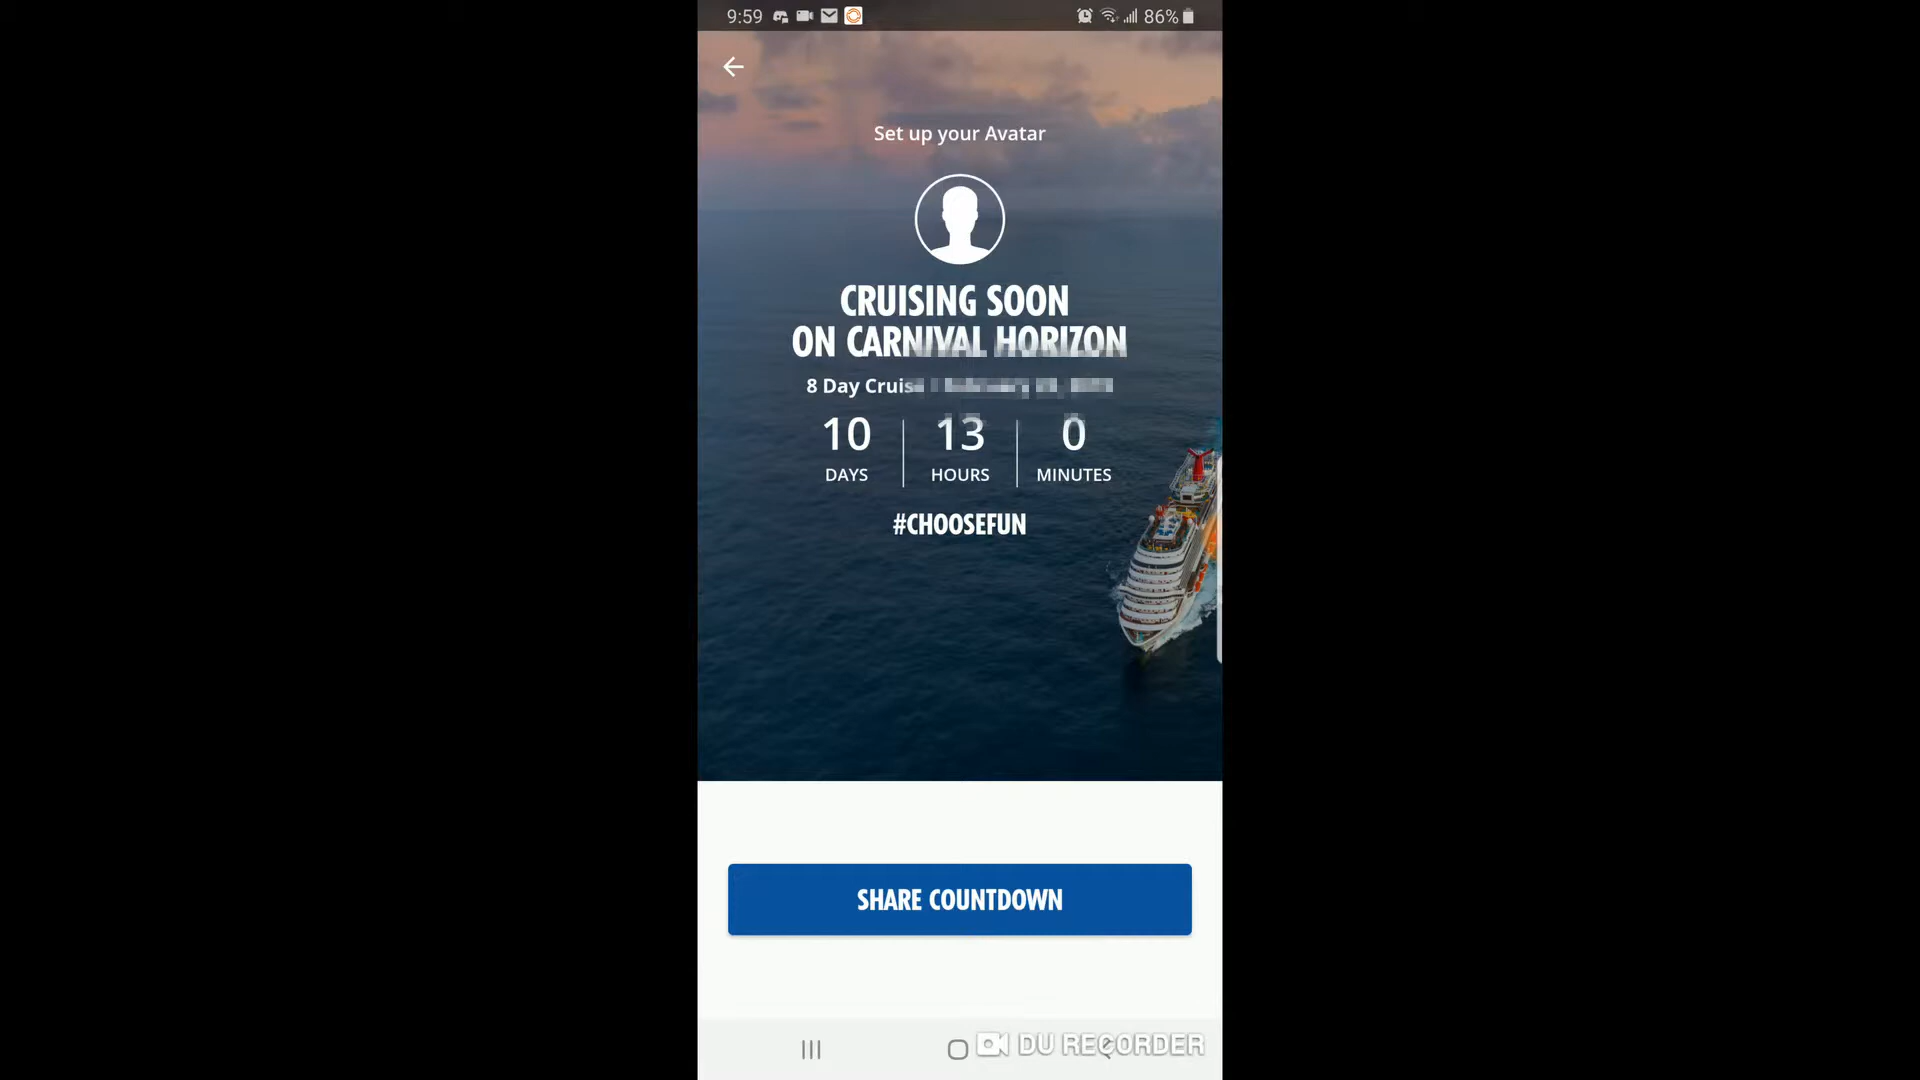 9:59
86%
Set up your Avatar
CRUISING SOON
ON CARNIVAL HORIZON
8 Day Cruise
10
13
0
DAYS
HOURS
MINUTES
#CHOOSEFUN
SHARE COUNTDOWN
DU RECORDER